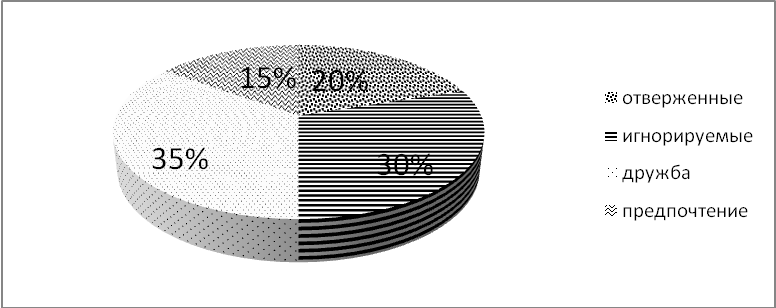 15% 20%
35% 30%
отверженные
игнорируемые
дружба
предпочтение